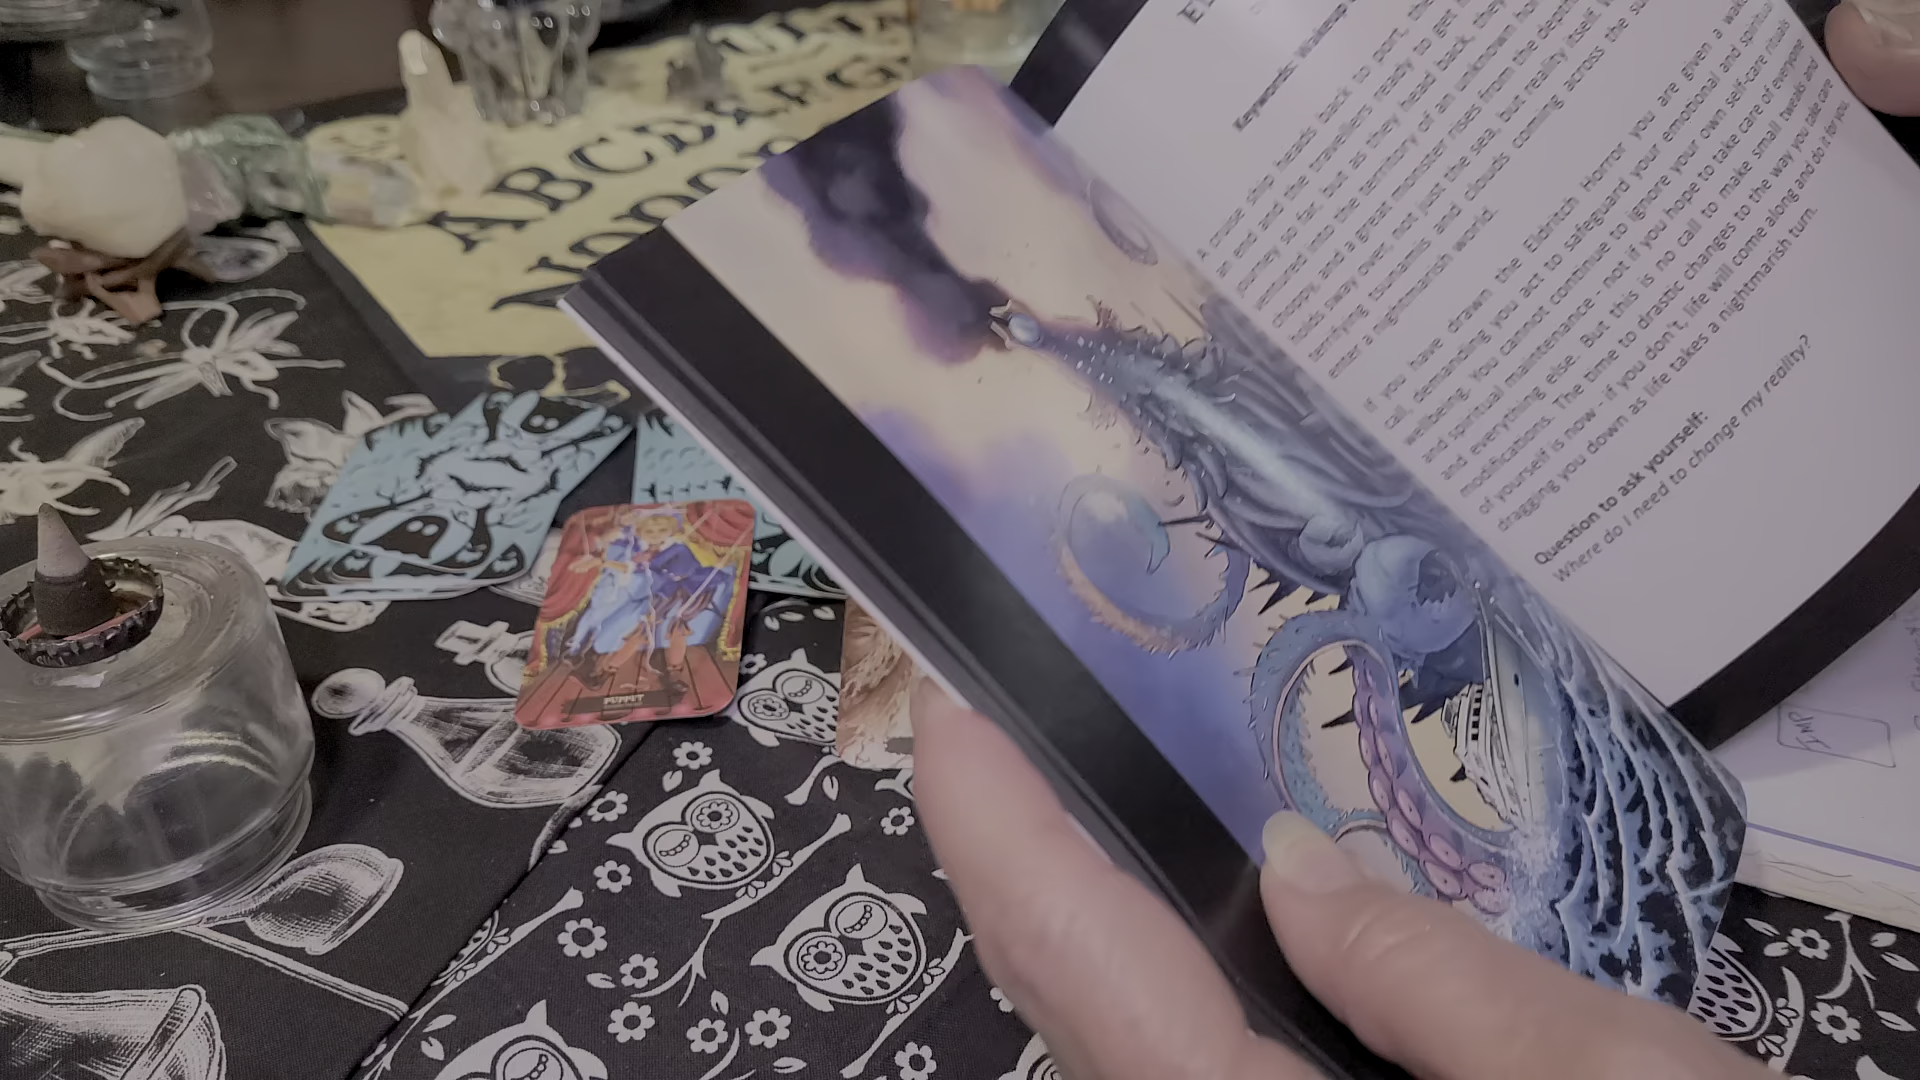 ABCDEFG
NOPQ
Keywords: Wakeup
A cruise ship heads back to port,
an end and the travellers ready to get
journey so far, but as they head back, they
ventured into the territory of an unknown
choppy, and a great monster rises from the depths
holds sway over, not just the sea, but reality itself.
terrifying tsunamis and clouds coming across the
enter a nightmarish world.
If you have drawn the Eldritch Horror you are given a
call, demanding you act to safeguard your emotional and spiritual
wellbeing. You cannot continue to ignore your own self-care rituals
and spiritual maintenance - not if you hope to take care of everyone
and everything else. But this is no call to make small tweaks and
modifications. The time to drastic changes to the way you take care
of yourself is now - if you don't, life will come along and do it for you,
dragging you down as life takes a nightmarish turn.
Question to ask yourself:
Where do I need to change my reality?
PUPPET